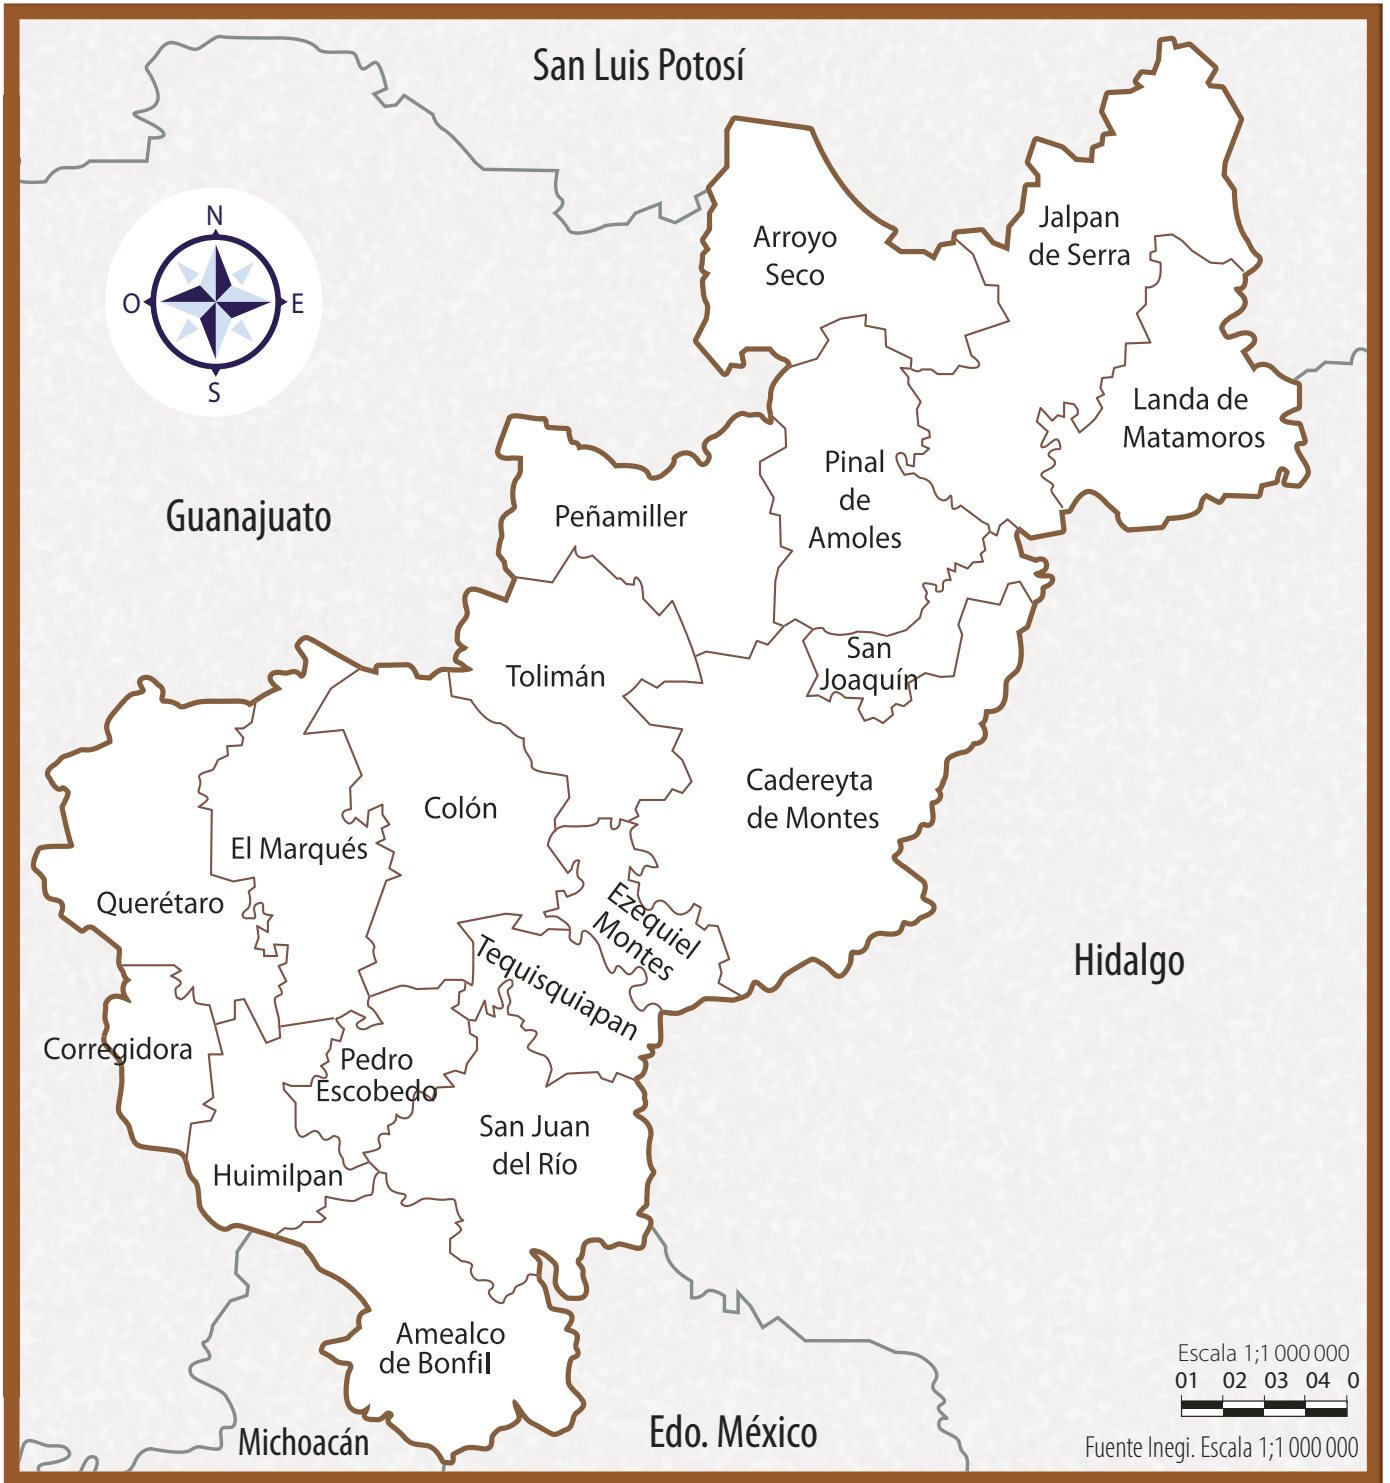 San Luis Potosí
N
O
E
S
Arroyo
Seco
Jalpan
de Serra
Landa de
Matamoros
Pinal
de
Amoles
Guanajuato
Peñamiller
San
Joaquín
Tolimán
Cadereyta
de Montes
Colón
El Marqués
Querétaro
Ezequiel
Montes
Tequisquiapan
Hidalgo
Corregidora
Pedro
Escobedo
San Juan
del Río
Huimilpan
Amealco
de Bonfil
Michoacán
Edo. México
Escala 1;1 000 000
01 02 03 04 0
Fuente Inegi. Escala 1;1 000 000